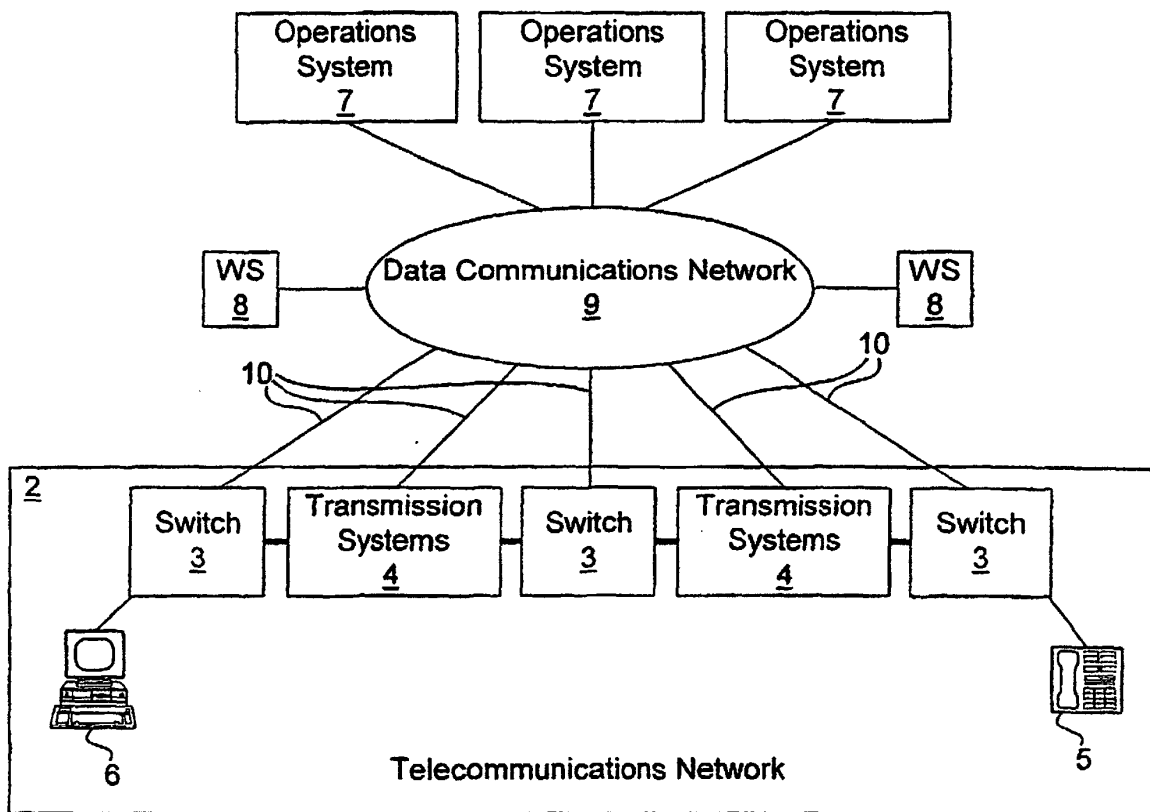 Operations
System
7
Operations
System
7
Operations
System
7
WS
8
Data Communications Network
9
WS
8
10
10
2
Switch
3
Transmission
Systems
4
Switch
3
Transmission
Systems
4
Switch
3
6
5
Telecommunications Network